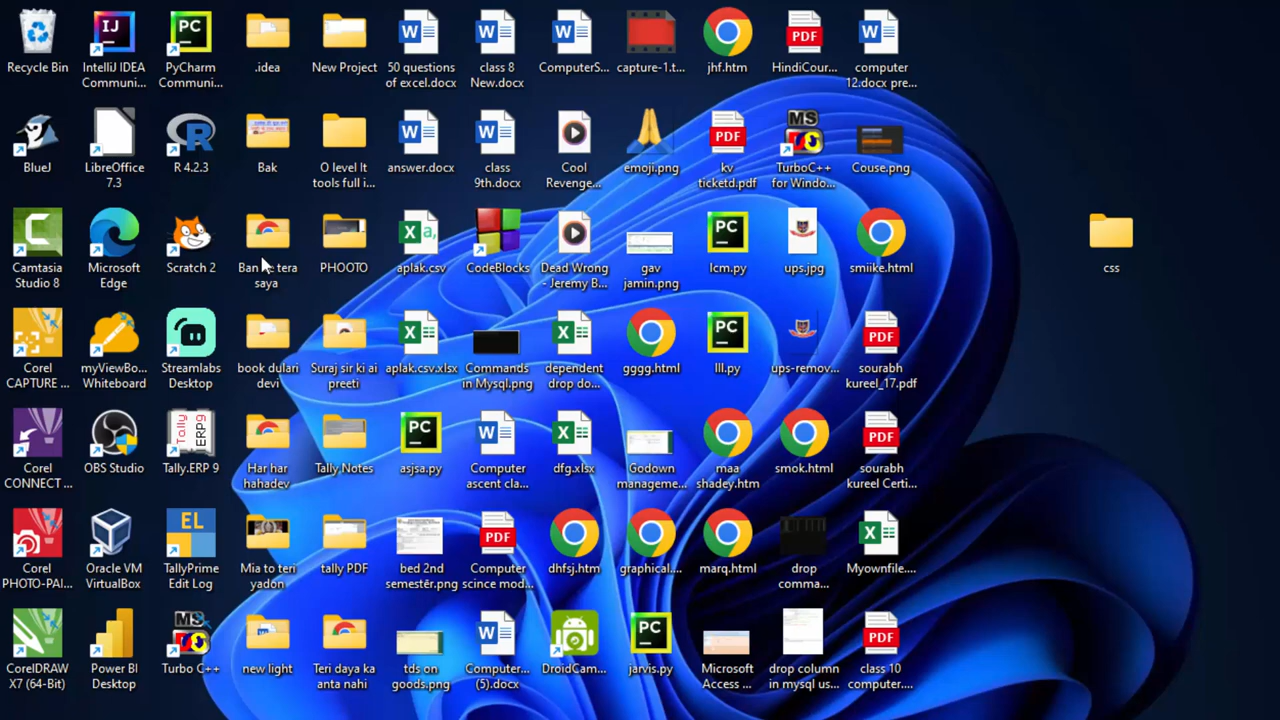 Recycle Bin
IntelliJ IDEA
Communi...
PyCharm
Communi...
.idea
New Project
50 questions
of excel.docx
class 8
New.docx
ComputerS...
capture-1.t...
jhf.htm
HindiCour...
computer
12.docx pre...
BlueJ
LibreOffice
7.3
R 4.2.3
Bak
O level It
tools full i...
answer.docx
class
9th.docx
Cool
Revenge...
emoji.png
kv
ticketd.pdf
TurboC++
for Windo...
Couse.png
Camtasia
Studio 8
Microsoft
Edge
Scratch 2
saya
PHOOTO
aplak.csv
CodeBlocks
Dead Wrong
- Jeremy B...
gav
jamin.png
lcm.py
ups.jpg
smiike.html
css
Corel
CAPTURE ...
myViewBo...
Whiteboard
Streamlabs
Desktop
book dulari
devi
Suraj sir ki ai
preeti
aplak.csv.xlsx
Commands
in Mysql.png
dependent
drop do...
gggg.html
lll.py
ups-remov...
sourabh
kureel_17.pdf
Corel
CONNECT ...
OBS Studio
Tally.ERP 9
Har har
hahadev
Tally Notes
asjsa.py
Computer
ascent cla...
dfg.xlsx
Godown
manageme...
maa
shadey.htm
smok.html
sourabh
kureel Certi...
Corel
PHOTO-PAI...
Oracle VM
VirtualBox
TallyPrime
Edit Log
Mia to teri
yadon
tally PDF
bed 2nd
semester.png
Computer
scince mod...
dhfsj.htm
graphical....
marq.html
drop
comma...
Myownfile....
CorelDRAW
X7 (64-Bit)
Power BI
Desktop
Turbo C++
new light
Teri daya ka
anta nahi
tds on
goods.png
Computer...
(5).docx
DroidCam...
jarvis.py
Microsoft
Access ...
drop column
in mysql us...
class 10
computer....